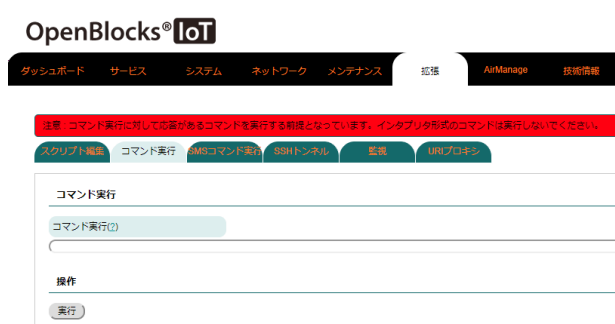 OpenBlocks® IoT
ダッシュボード サービス システム ネットワーク メンテナンス 拡張 AirManage 技術情報
注意：コマンド実行に対して応答があるコマンドを実行する前提となっています。インタプリタ形式のコマンドは実行しないでください。
スクリプト編集 コマンド実行 SMSコマンド実行 SSHトンネル 監視 URIプロキシ
コマンド実行
コマンド実行(?)
操作
実行